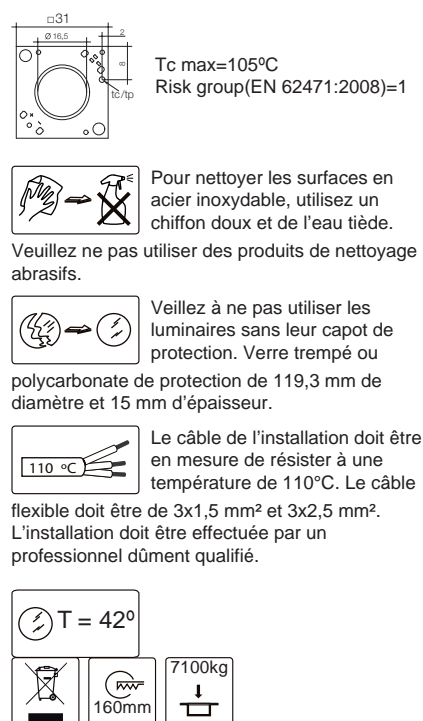 □31
Ø 16,5
2
8
tc/tp
Tc max=105ºC
Risk group(EN 62471:2008)=1
Pour nettoyer les surfaces en
acier inoxydable, utilisez un
chiffon doux et de l’eau tiède.
Veuillez ne pas utiliser des produits de nettoyage
abrasifs.
Veillez à ne pas utiliser les
luminaires sans leur capot de
protection. Verre trempé ou
polycarbonate de protection de 119,3 mm de
diamètre et 15 mm d’épaisseur.
110 ºC
Le câble de l’installation doit être
en mesure de résister à une
température de 110°C. Le câble
flexible doit être de 3x1,5 mm² et 3x2,5 mm².
L’installation doit être effectuée par un
professionnel dûment qualifié.
T = 42º
160mm
7100kg